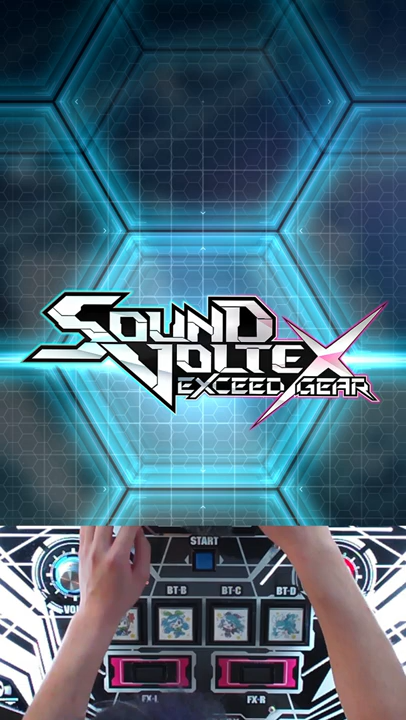 SOUND
VOLTEX
EXCEED GEAR
START
BT-B
BT-C
BT-D
VOL
FX-L
FX-R